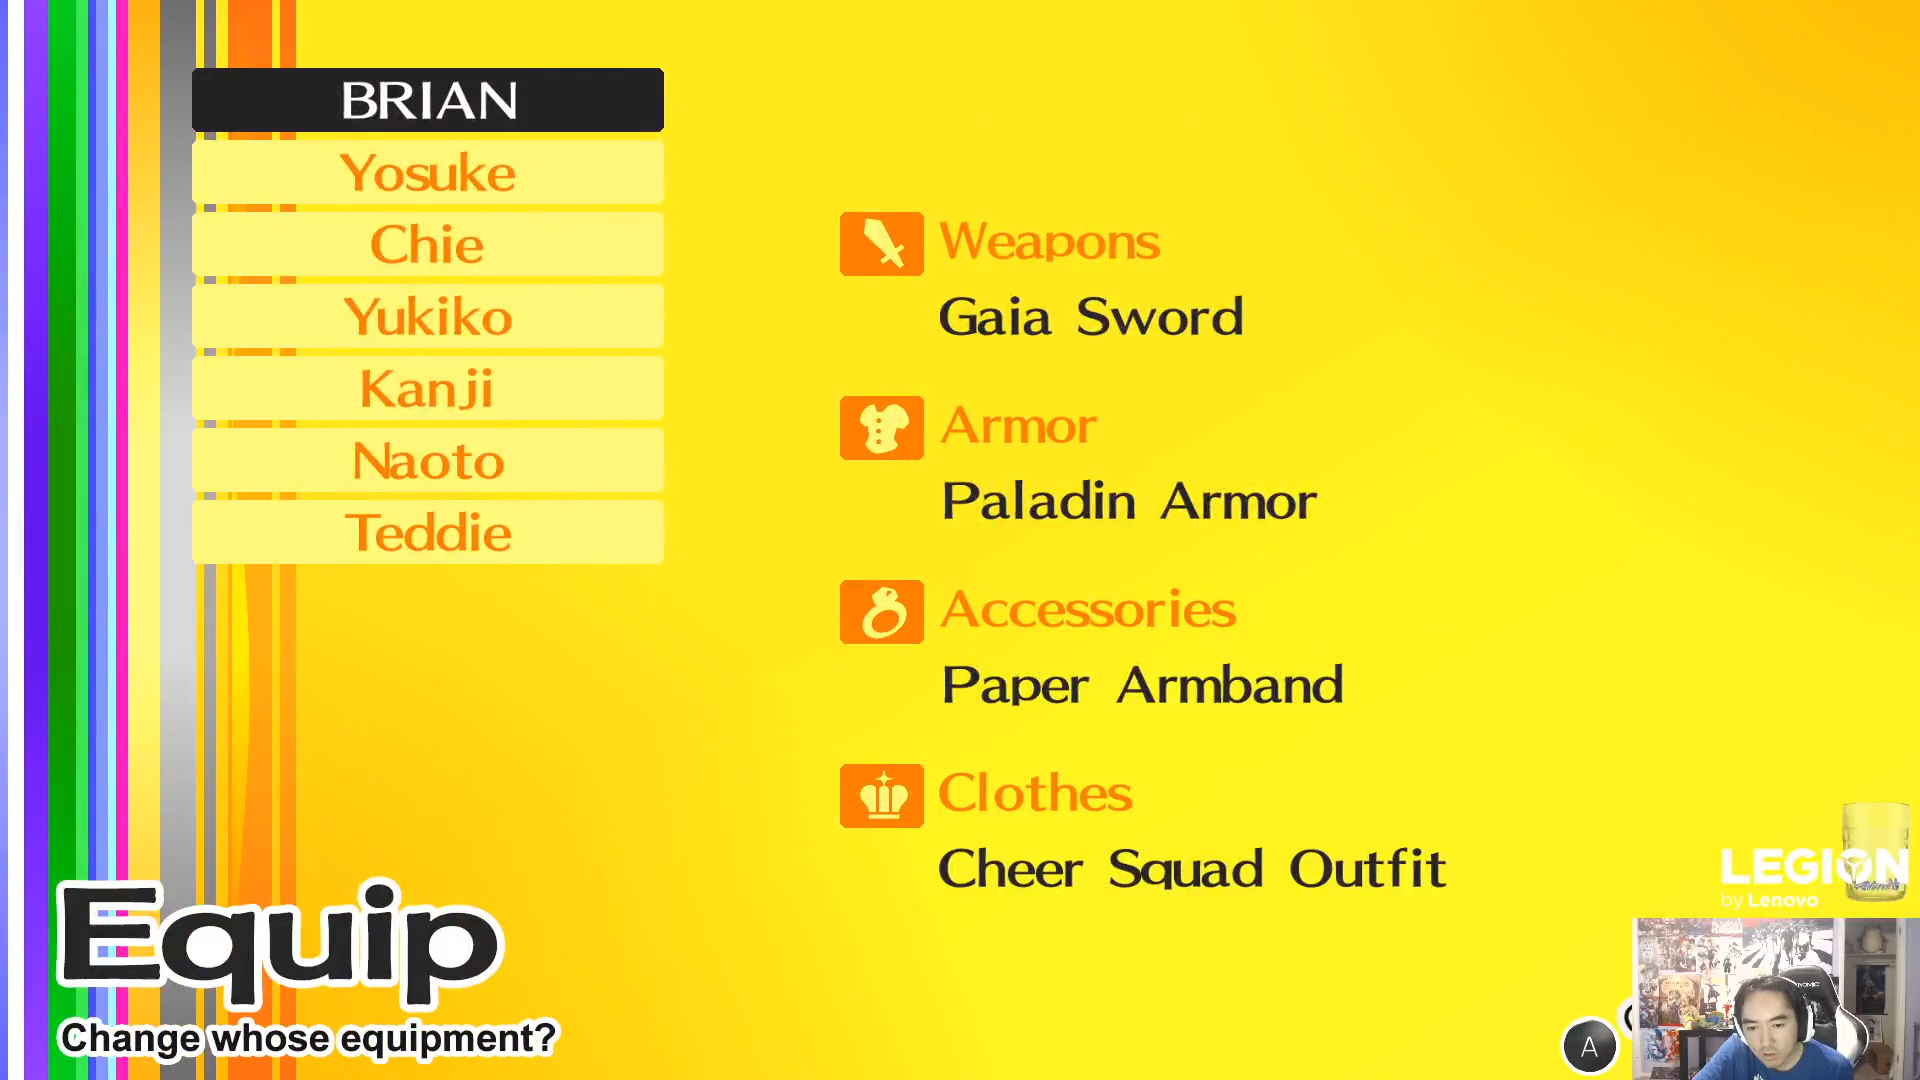 BRIAN
Yosuke
Chie
Yukiko
Kanji
Naoto
Teddie
Weapons
Gaia Sword
Armor
Paladin Armor
Accessories
Paper Armband
Clothes
Cheer Squad Outfit
Equip
Change whose equipment?
LEGION
by Lenovo
A